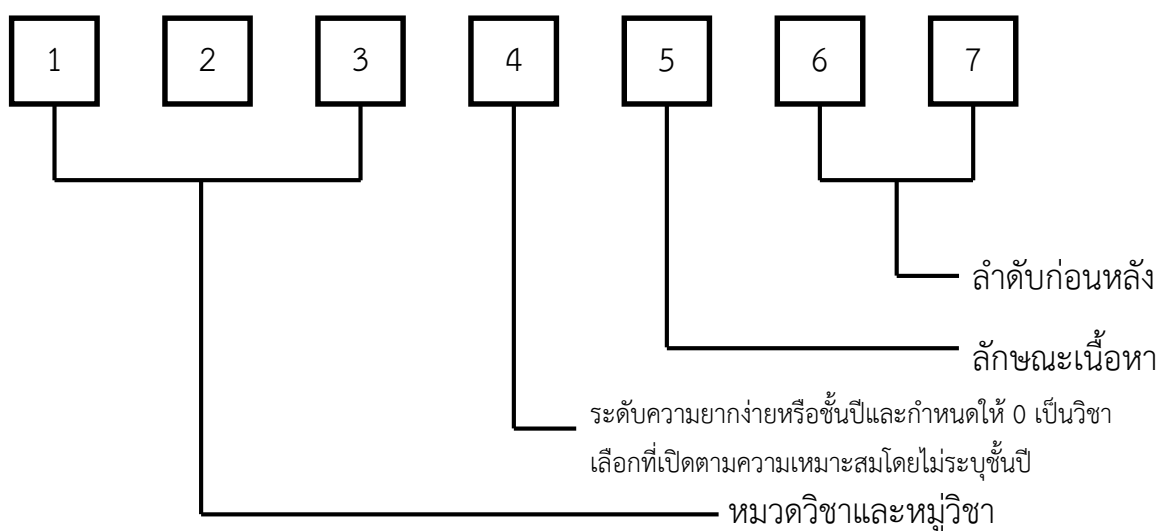 1 2 3 4 5 6 7
ลำดับก่อนหลัง
ลักษณะเนื้อหา
ระดับความยากง่ายหรือชั้นปีและกำหนดให้ 0 เป็นวิชา
เลือกที่เปิดตามความเหมาะสมโดยไม่ระบุชั้นปี
หมวดวิชาและหมู่วิชา